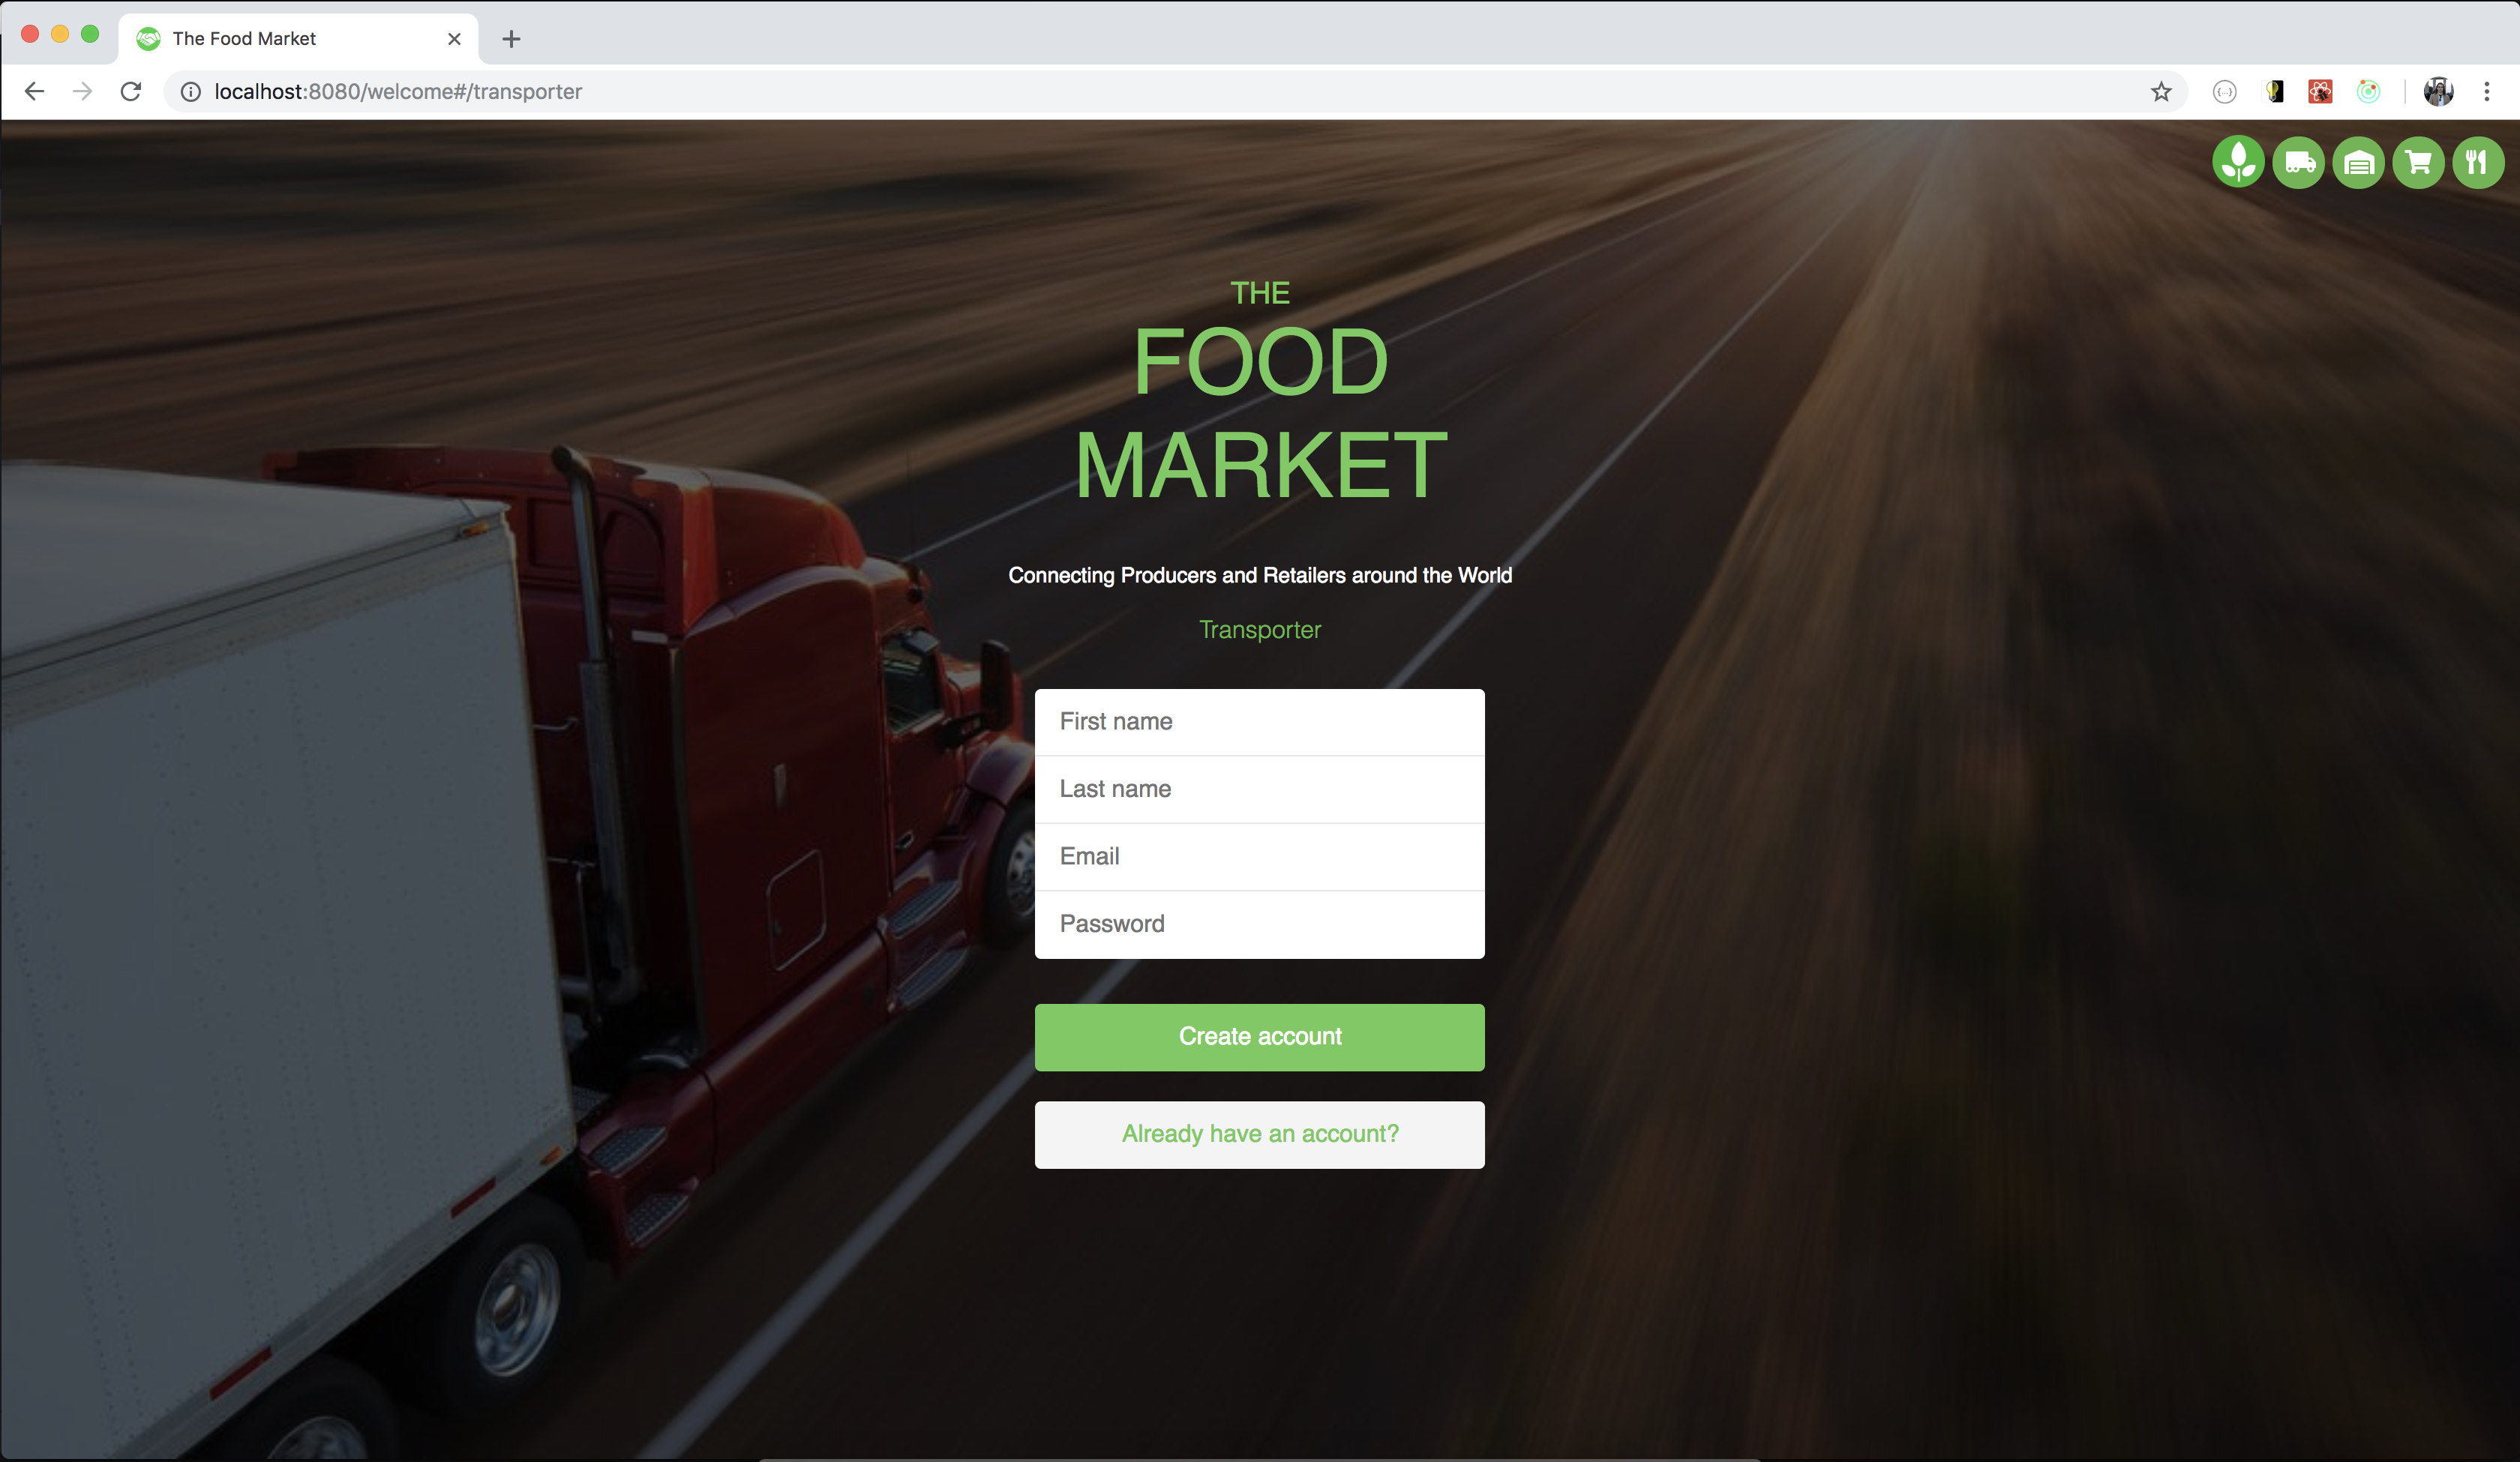 The Food Market
localhost:8080/welcome#/transporter
THE
FOOD
MARKET
Connecting Producers and Retailers around the World
Transporter
First name
Last name
Email
Password
Create account
Already have an account?